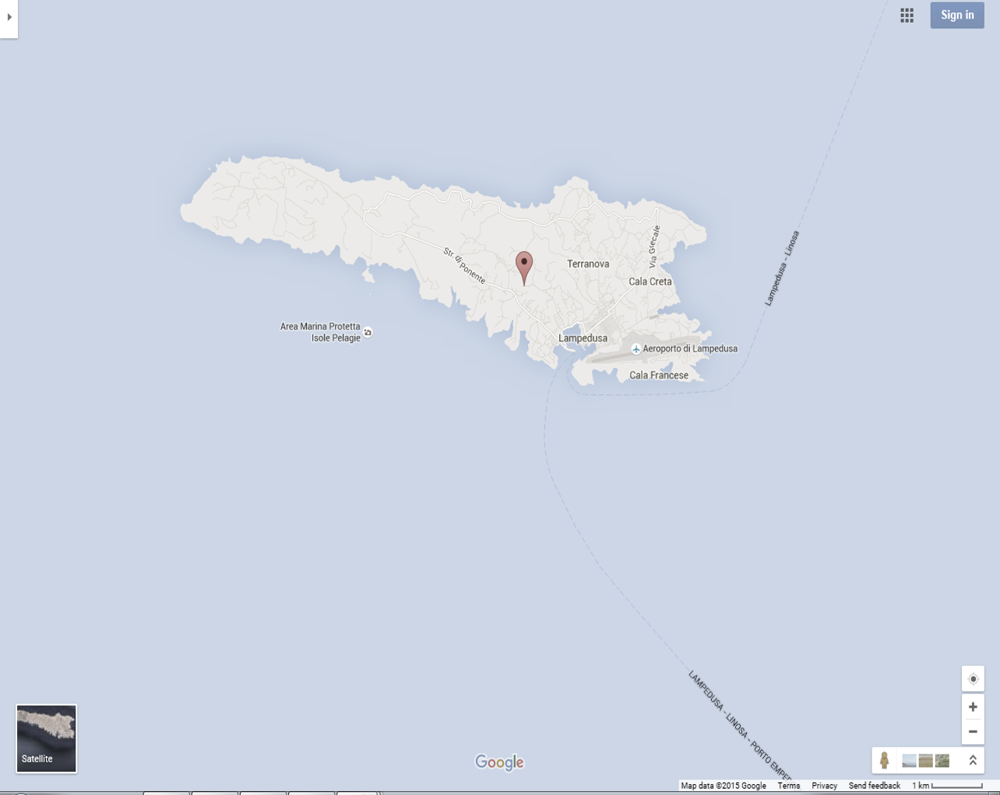 Sign in
Via Grecale
Lampedusa - Linosa
Str. di Ponente
Terranova
Cala Creta
Area Marina Protetta
Isole Pelagie
Lampedusa
Aeroporto di Lampedusa
Cala Francese
LAMPEDUSA - LINOSA - PORTO EMPED
Satellite
Google
Map data ©2015 Google Terms Privacy Send feedback 1 km